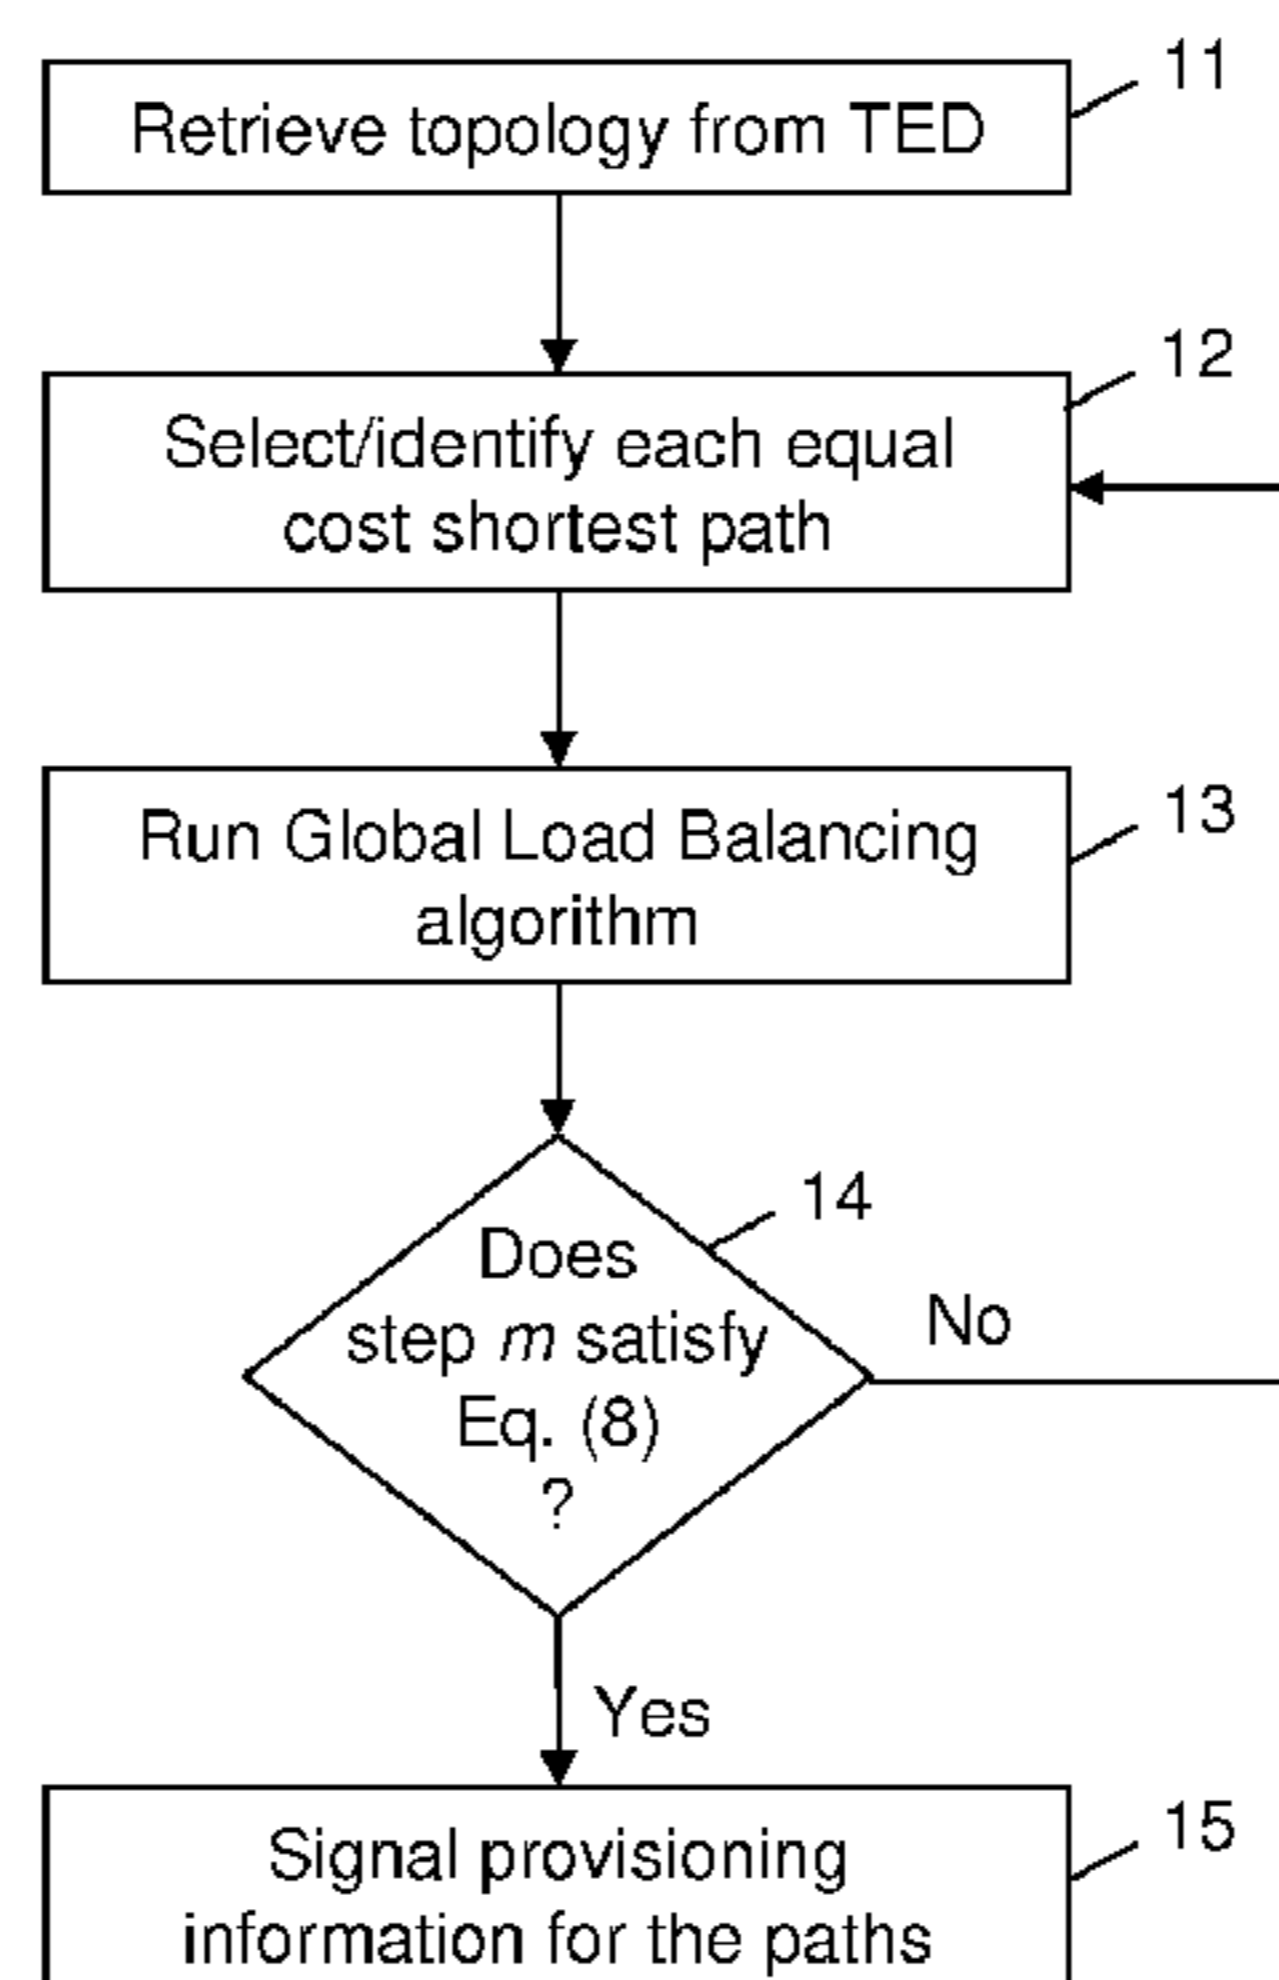 11
Retrieve topology from TED
12
Select/identify each equal
cost shortest path
13
Run Global Load Balancing
algorithm
14
Does
step m satisfy
Eq. (8)
?
No
Yes
15
Signal provisioning
information for the paths